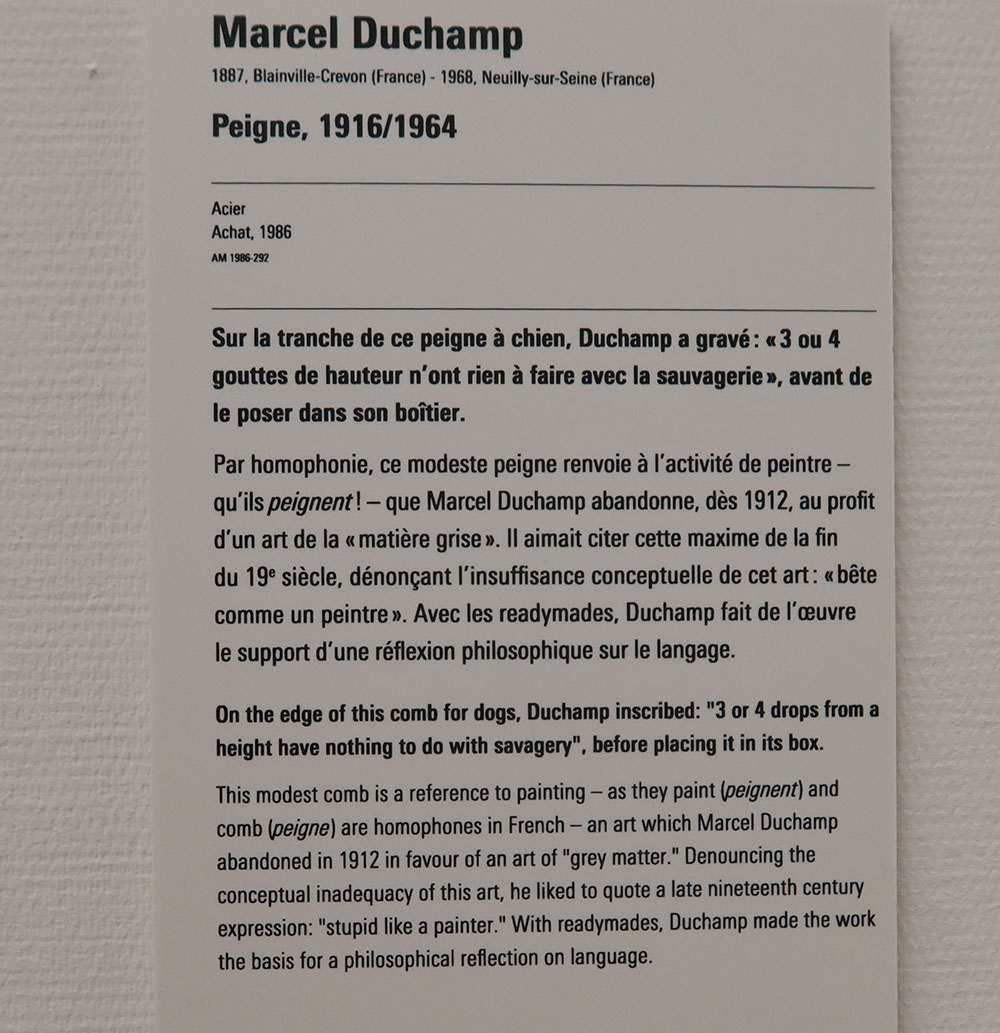 Marcel Duchamp
1887, Blainville-Crevon (France) - 1968, Neuilly-sur-Seine (France)
Peigne, 1916/1964
Acier
Achat, 1986
AM 1986-292
Sur la tranche de ce peigne à chien, Duchamp a gravé : « 3 ou 4
gouttes de hauteur n'ont rien à faire avec la sauvagerie », avant de
le poser dans son boîtier.
Par homophonie, ce modeste peigne renvoie à l'activité de peintre –
qu'ils peignent ! – que Marcel Duchamp abandonne, dès 1912, au profit
d'un art de la « matière grise ». Il aimait citer cette maxime de la fin
du 19e siècle, dénonçant l'insuffisance conceptuelle de cet art : « bête
comme un peintre ». Avec les readymades, Duchamp fait de l'œuvre
le support d'une réflexion philosophique sur le langage.
On the edge of this comb for dogs, Duchamp inscribed: "3 or 4 drops from a
height have nothing to do with savagery", before placing it in its box.
This modest comb is a reference to painting – as they paint (peignent) and
comb (peigne) are homophones in French – an art which Marcel Duchamp
abandoned in 1912 in favour of an art of "grey matter." Denouncing the
conceptual inadequacy of this art, he liked to quote a late nineteenth century
expression: "stupid like a painter." With readymades, Duchamp made the work
the basis for a philosophical reflection on language.